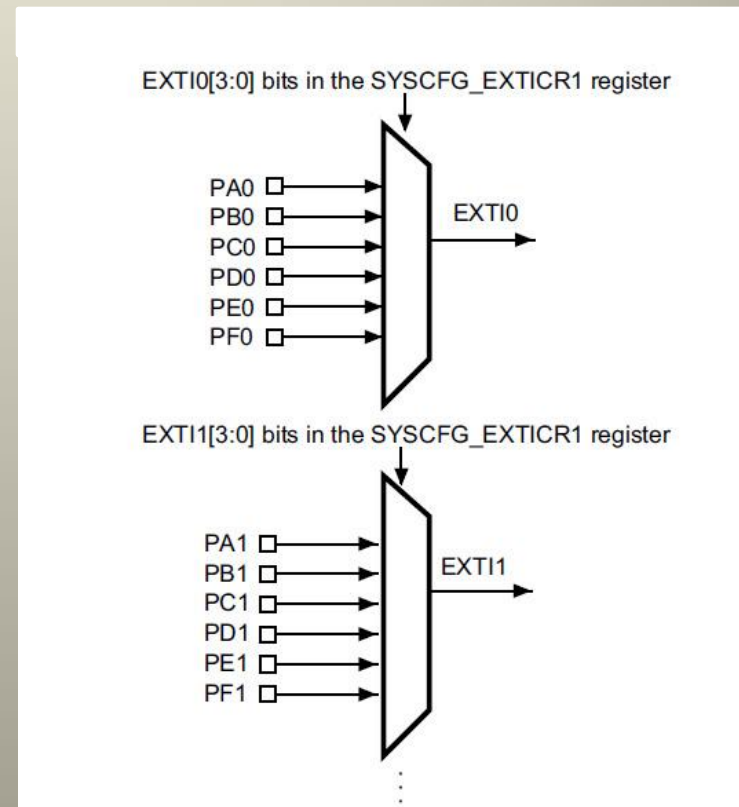 EXTI0[3:0] bits in the SYSCFG_EXTICR1 register
PA0
PB0
PC0
PD0
PE0
PF0
EXTI0
EXTI1[3:0] bits in the SYSCFG_EXTICR1 register
PA1
PB1
PC1
PD1
PE1
PF1
EXTI1